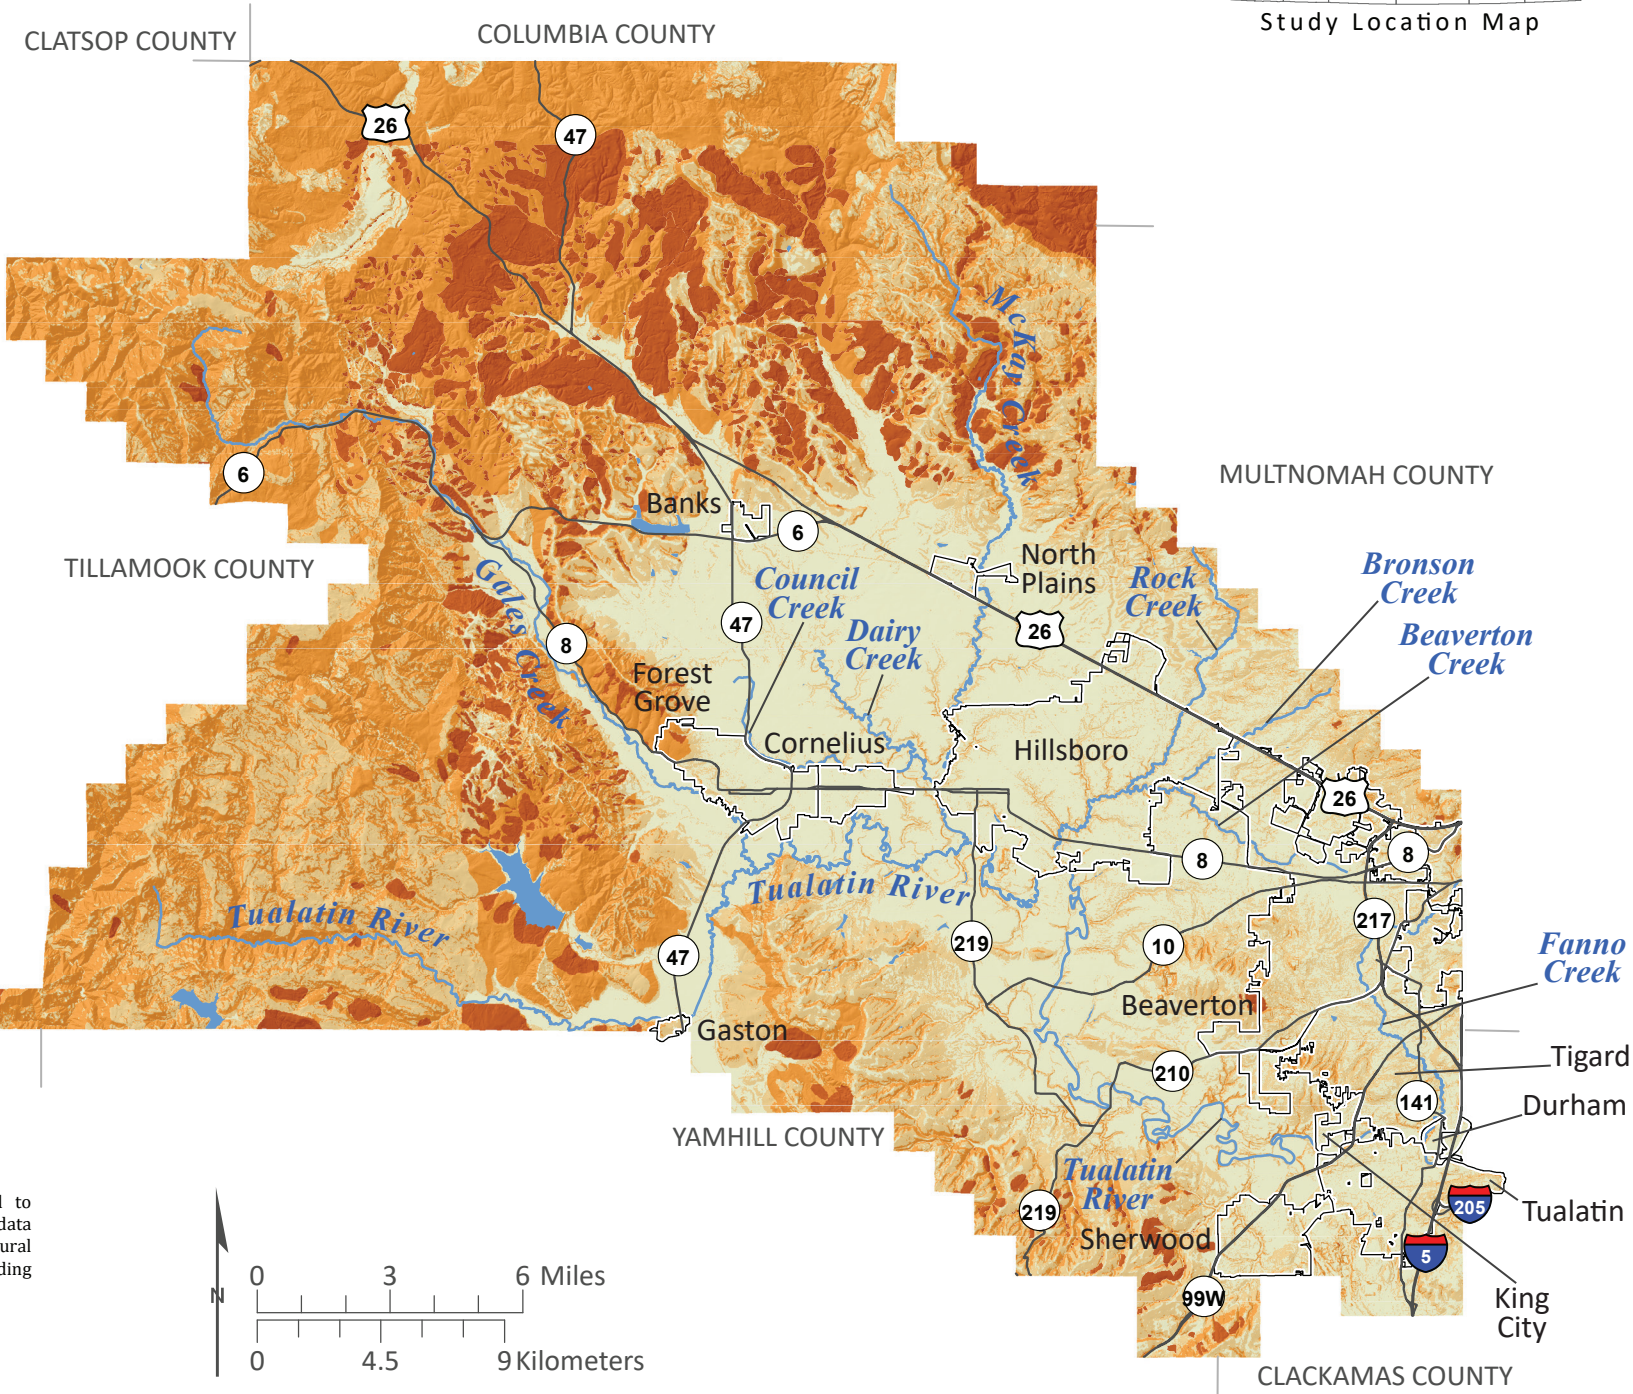 Study Location Map
CLATSOP COUNTY
COLUMBIA COUNTY
26
47
McKay Creek
6
MULTNOMAH COUNTY
Banks
6
North
Plains
TILLAMOOK COUNTY
Gales Creek
Council
Creek
Rock
Creek
Bronson
Creek
47
26
Dairy
Creek
Beaverton
Creek
8
Forest
Grove
Cornelius
Hillsboro
26
8
8
Tualatin River
Tualatin River
217
219
10
47
Fanno
Creek
Beaverton
Gaston
Tigard
210
141
Durham
YAMHILL COUNTY
Tualatin
River
219
205
Tualatin
Sherwood
5
99W
King
City
CLACKAMAS COUNTY
to
data
ural
ding
N
0 3 6 Miles
0 4.5 9 Kilometers